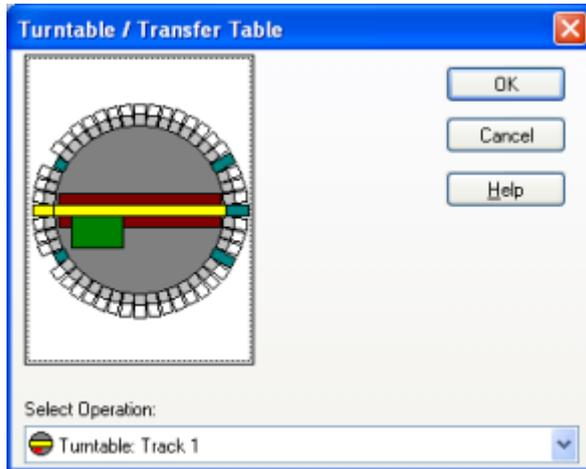 Turntable / Transfer Table
OK
Cancel
Help
Select Operation:
Turntable: Track 1